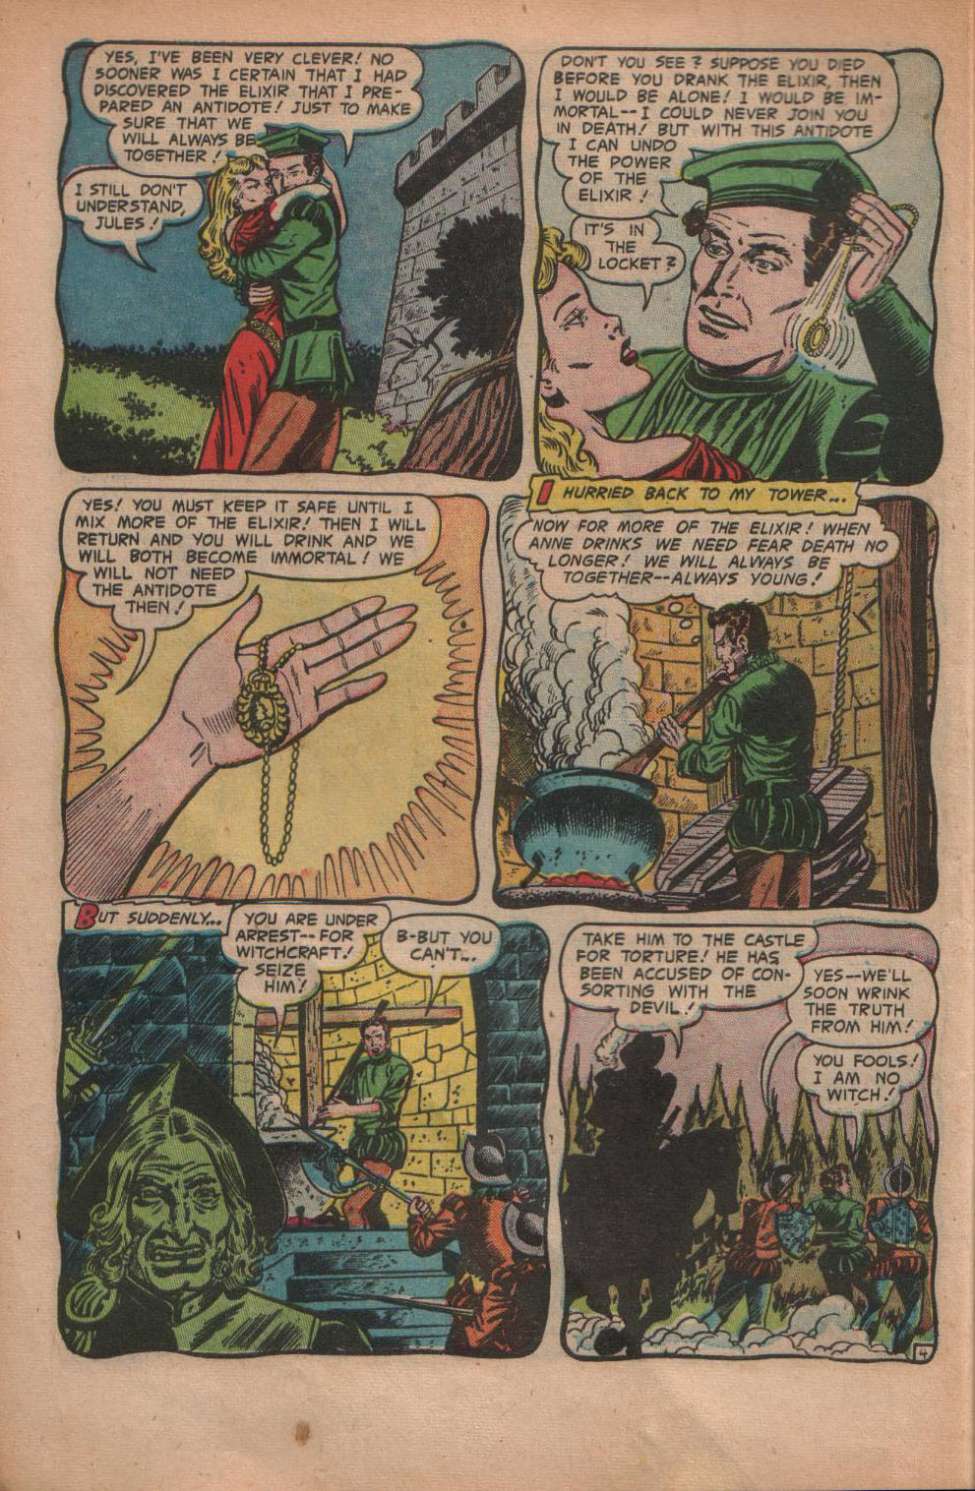 YES, I'VE BEEN VERY CLEVER! NO
SOONER WAS I CERTAIN THAT I HAD
DISCOVERED THE ELIXIR THAT I PRE-
PARED AN ANTIDOTE! JUST TO MAKE
SURE THAT WE
WILL ALWAYS BE
TOGETHER!
I STILL DON'T
UNDERSTAND,
JULES!
DON'T YOU SEE? SUPPOSE YOU DIED
BEFORE YOU DRANK THE ELIXIR, THEN
I WOULD BE ALONE! I WOULD BE IM-
MORTAL--I COULD NEVER JOIN YOU
IN DEATH! BUT WITH THIS ANTIDOTE
I CAN UNDO
THE POWER
OF THE
ELIXIR!
IT'S IN
THE
LOCKET?
YES! YOU MUST KEEP IT SAFE UNTIL I
MIX MORE OF THE ELIXIR! THEN I WILL
RETURN AND YOU WILL DRINK AND WE
WILL BOTH BECOME IMMORTAL! WE
WILL NOT NEED
THE ANTIDOTE
THEN!
I HURRIED BACK TO MY TOWER...
NOW FOR MORE OF THE ELIXIR! WHEN
ANNE DRINKS WE NEED FEAR DEATH NO
LONGER! WE WILL ALWAYS BE
TOGETHER--ALWAYS YOUNG!
BUT SUDDENLY...
YOU ARE UNDER
ARREST--FOR
WITCHCRAFT!
SEIZE
HIM!
B-BUT YOU
CAN'T...
TAKE HIM TO THE CASTLE
FOR TORTURE! HE HAS
BEEN ACCUSED OF CON-
SORTING WITH THE
DEVIL!
YES--WE'LL
SOON WRINK
THE TRUTH
FROM HIM!
YOU FOOLS!
I AM NO
WITCH!
4